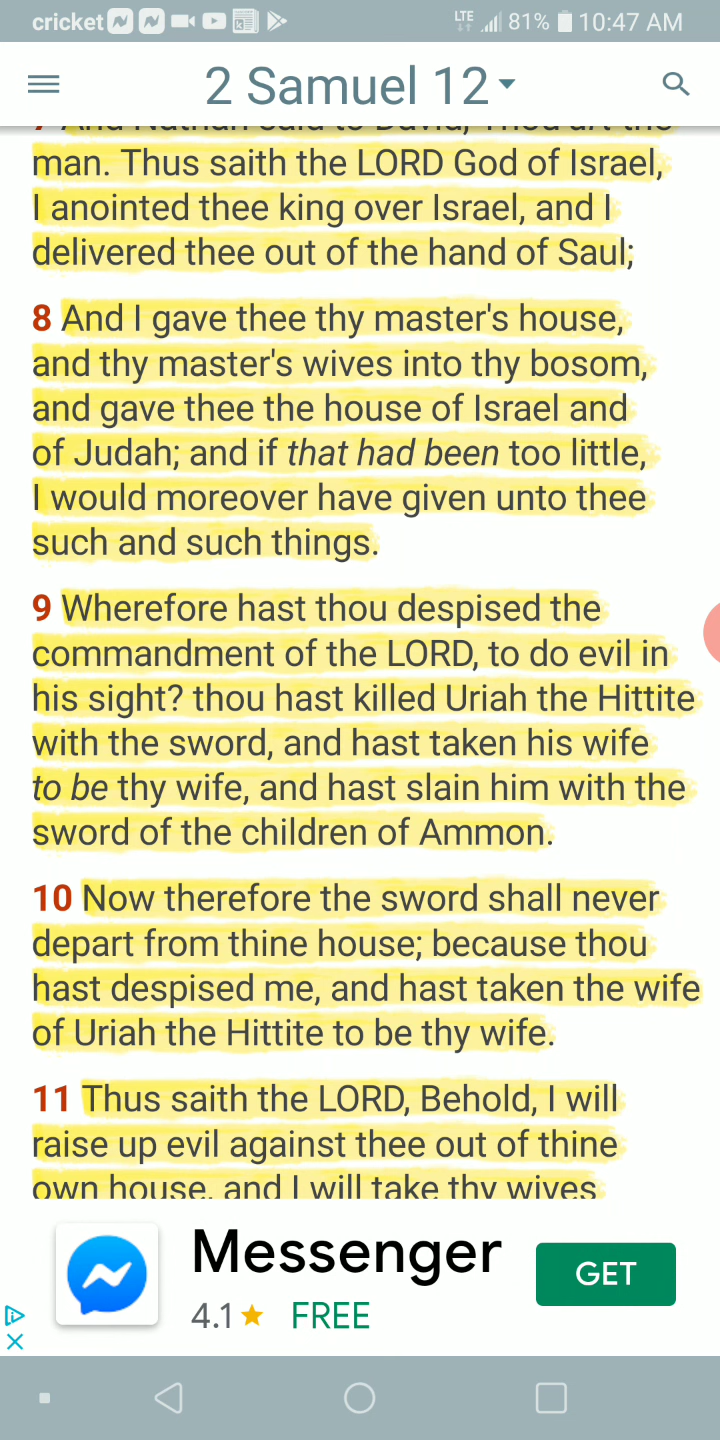 cricket LTE 81% 10:47 AM
2 Samuel 12
7 And Nathan said to David, Thou art the
man. Thus saith the LORD God of Israel,
I anointed thee king over Israel, and I
delivered thee out of the hand of Saul;
8 And I gave thee thy master's house,
and thy master's wives into thy bosom,
and gave thee the house of Israel and
of Judah; and if that had been too little,
I would moreover have given unto thee
such and such things.
9 Wherefore hast thou despised the
commandment of the LORD, to do evil in
his sight? thou hast killed Uriah the Hittite
with the sword, and hast taken his wife
to be thy wife, and hast slain him with the
sword of the children of Ammon.
10 Now therefore the sword shall never
depart from thine house; because thou
hast despised me, and hast taken the wife
of Uriah the Hittite to be thy wife.
11 Thus saith the LORD, Behold, I will
raise up evil against thee out of thine
own house, and I will take thy wives
Messenger
4.1 FREE
GET